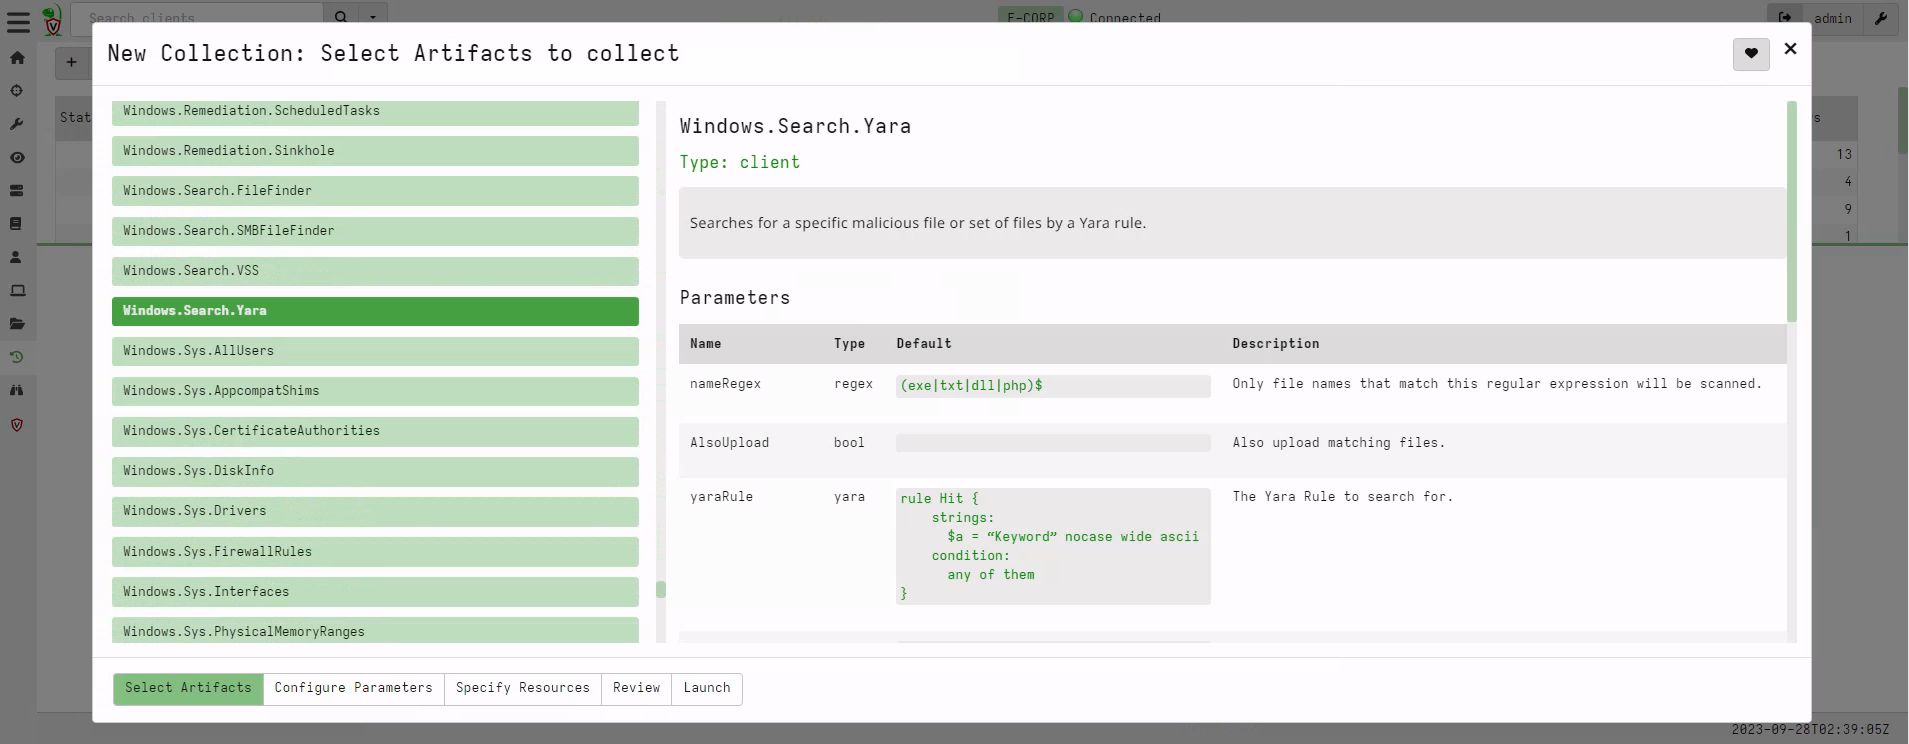 Search clients
E-CORP
Connected
admin
New Collection: Select Artifacts to collect
Stat
s
13
4
9
1
Windows.Remediation.ScheduledTasks
Windows.Remediation.Sinkhole
Windows.Search.FileFinder
Windows.Search.SMBFileFinder
Windows.Search.VSS
Windows.Search.Yara
Windows.Sys.AllUsers
Windows.Sys.AppcompatShims
Windows.Sys.CertificateAuthorities
Windows.Sys.DiskInfo
Windows.Sys.Drivers
Windows.Sys.FirewallRules
Windows.Sys.Interfaces
Windows.Sys.PhysicalMemoryRanges
Windows.Search.Yara
Type: client
Searches for a specific malicious file or set of files by a Yara rule.
Parameters
Name Type Default Description
nameRegex regex (exe|txt|dll|php)$ Only file names that match this regular expression will be scanned.
AlsoUpload bool Also upload matching files.
yaraRule yara rule Hit { The Yara Rule to search for.
strings:
$a = “Keyword” nocase wide ascii
condition:
any of them
}
Select Artifacts Configure Parameters Specify Resources Review Launch
2023-09-28T02:39:05Z